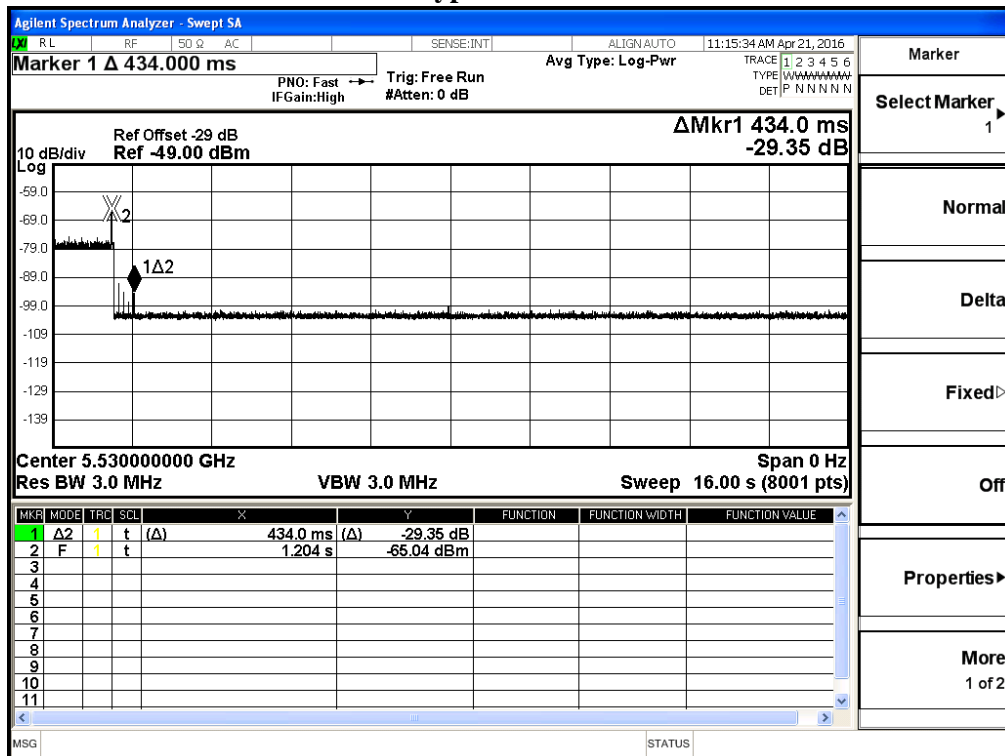 Agilent Spectrum Analyzer - Swept SA
LXI RL RF 50 Ω AC SENSE:INT ALIGN AUTO 11:15:34 AM Apr 21, 2016
Marker 1 Δ 434.000 ms
PNO: Fast
IFGain:High
Trig: Free Run
#Atten: 0 dB
Avg Type: Log-Pwr
TRACE 1 2 3 4 5 6
TYPE WWWWWW
DET P N N N N N
ΔMkr1 434.0 ms
-29.35 dB
Ref Offset -29 dB
10 dB/div Ref -49.00 dBm
Log
-59.0
-69.0
-79.0
-89.0
-99.0
-109
-119
-129
-139
2
1Δ2
Center 5.530000000 GHz Span 0 Hz
Res BW 3.0 MHz VBW 3.0 MHz Sweep 16.00 s (8001 pts)
MKR MODE TRC SCL X Y FUNCTION FUNCTION WIDTH FUNCTION VALUE
1 Δ2 1 t (Δ) 434.0 ms (Δ) -29.35 dB
2 F 1 t 1.204 s -65.04 dBm
3
4
5
6
7
8
9
10
11
MSG STATUS
Marker
Select Marker
1
Normal
Delta
Fixed
Off
Properties
More
1 of 2